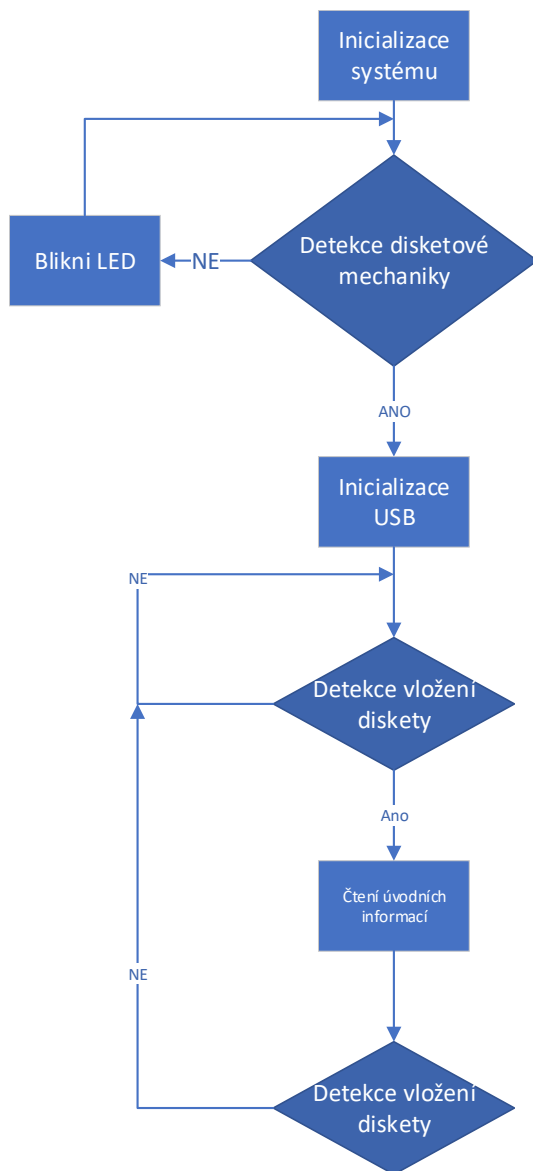 Inicializace
systému
Detekce disketové
mechaniky
Blikni LED
NE
ANO
Inicializace
USB
NE
Detekce vložení
diskety
Ano
Čtení úvodních
informací
NE
Detekce vložení
diskety